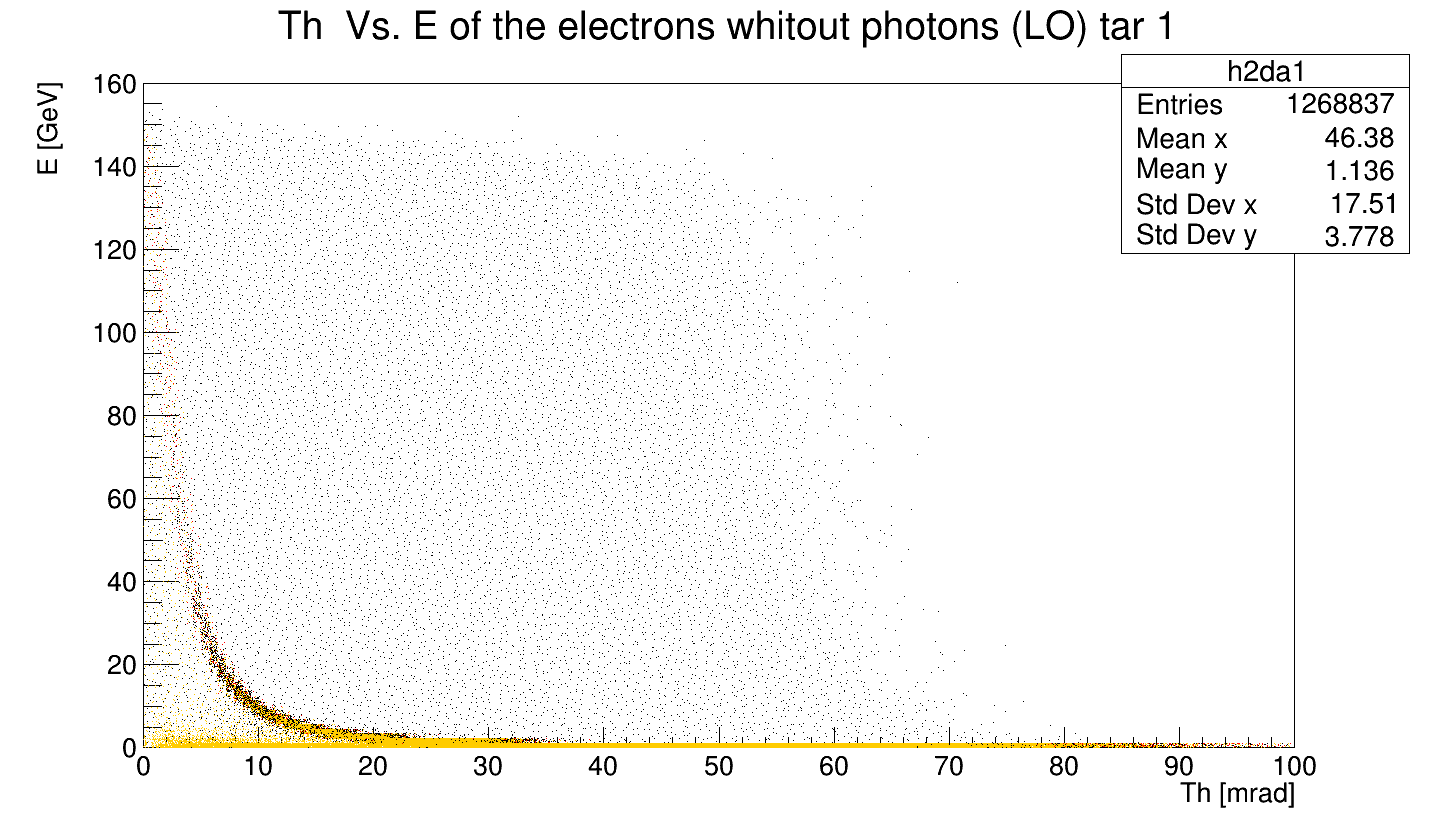 Th Vs. E of the electrons whitout photons (LO) tar 1
h2da1
Entries 1268837
Mean x 46.38
Mean y 1.136
Std Dev x 17.51
Std Dev y 3.778
E [GeV]
160
140
120
100
80
60
40
20
0
0 10 20 30 40 50 60 70 80 90 100
Th [mrad]